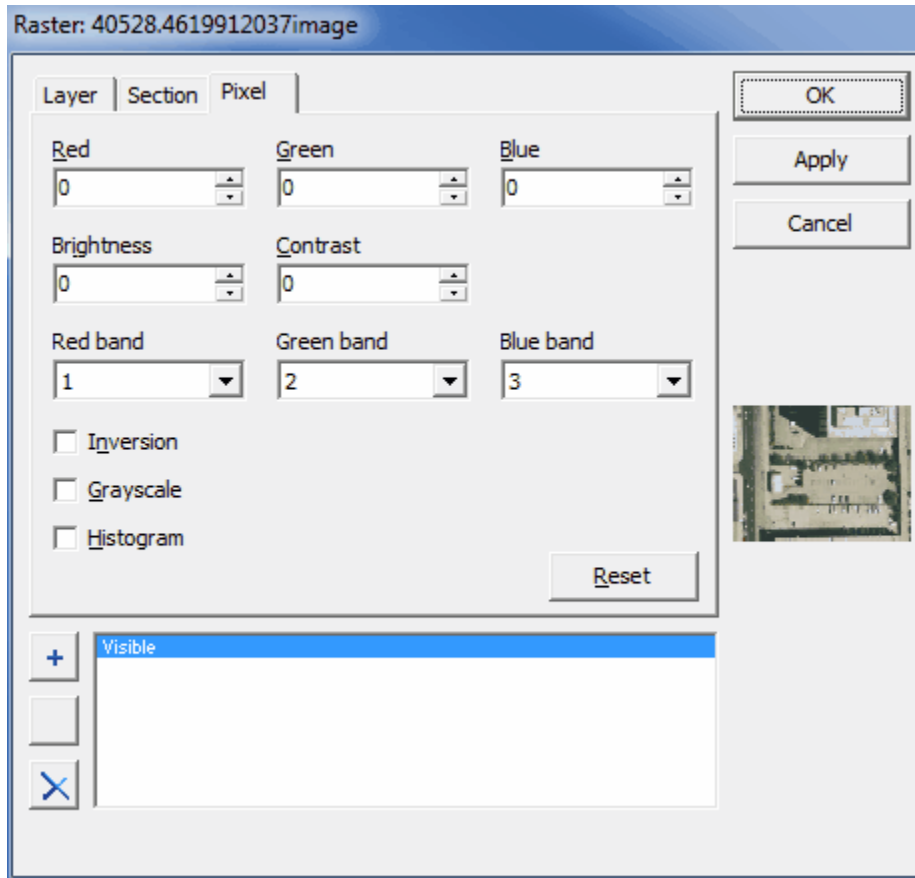 Raster: 40528.4619912037image
Layer Section Pixel
OK
Apply
Cancel
Red Green Blue
0 0 0
Brightness Contrast
0 0
Red band Green band Blue band
1 2 3
Inversion
Grayscale
Histogram
Reset
+ Visible